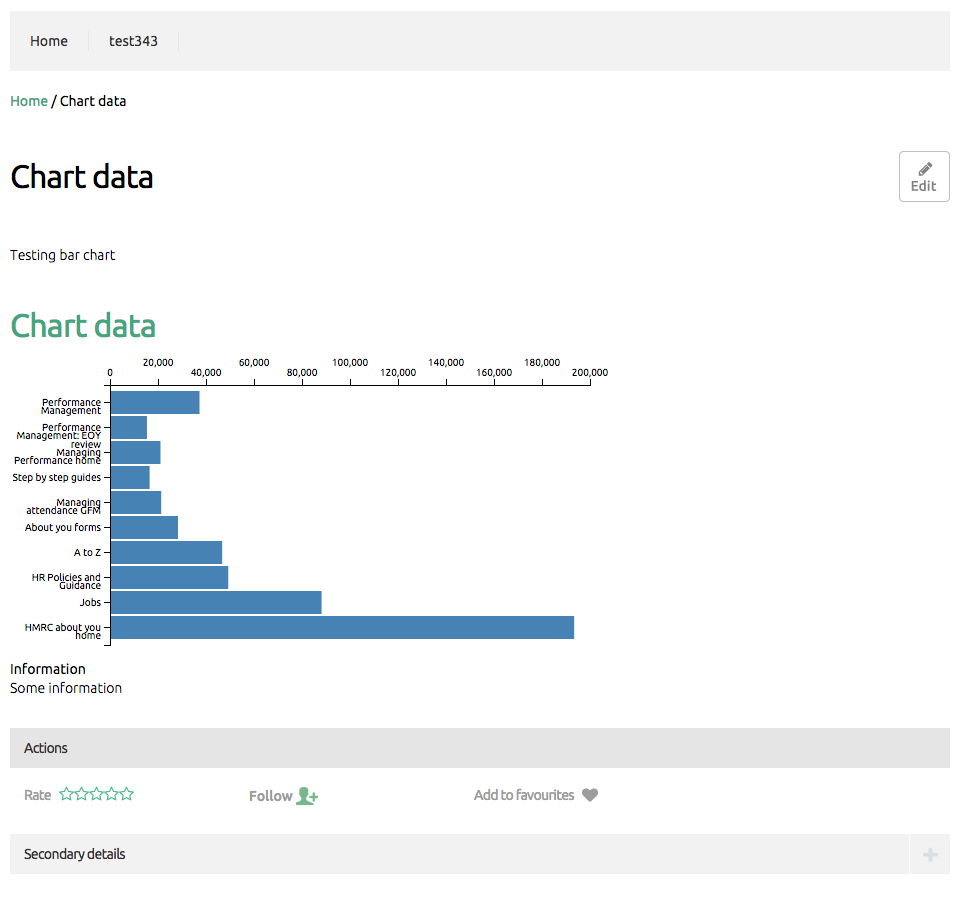 Home test343
Home / Chart data
Chart data
Edit
Testing bar chart
Chart data
20,000 60,000 100,000 140,000 180,000
0 40,000 80,000 120,000 160,000 200,000
Performance
Management
Performance
Management: EOY
review
Managing
Performance home
Step by step guides
Managing
attendance GFM
About you forms
A to Z
HR Policies and
Guidance
Jobs
HMRC about you
home
Information
Some information
Actions
Rate Follow Add to favourites
Secondary details